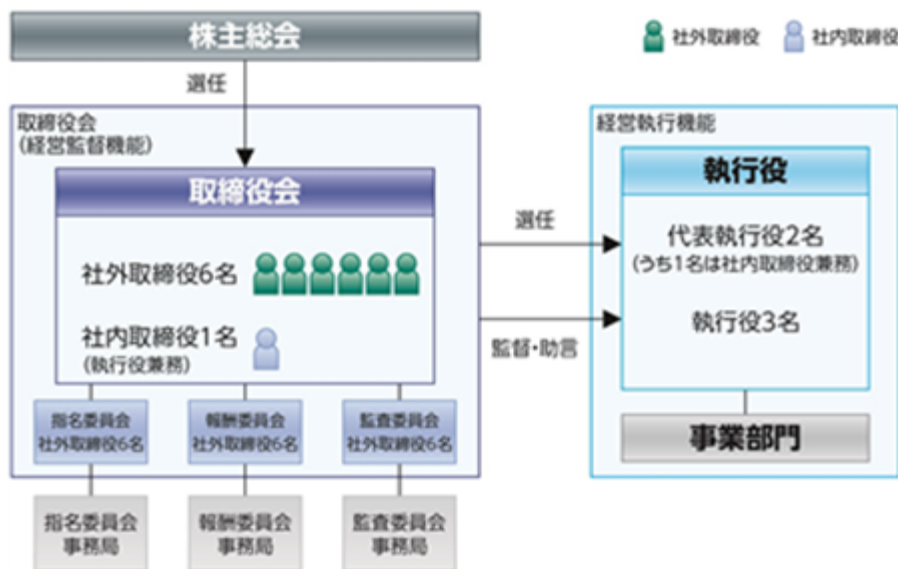 株主総会
社外取締役
社内取締役
選任
取締役会
(経営監督機能)
取締役会
社外取締役6名
社内取締役1名
(執行役兼務)
指名委員会
社外取締役6名
報酬委員会
社外取締役6名
監査委員会
社外取締役6名
指名委員会
事務局
報酬委員会
事務局
監査委員会
事務局
選任
監督・助言
経営執行機能
執行役
代表執行役2名
(うち1名は社内取締役兼務)
執行役3名
事業部門